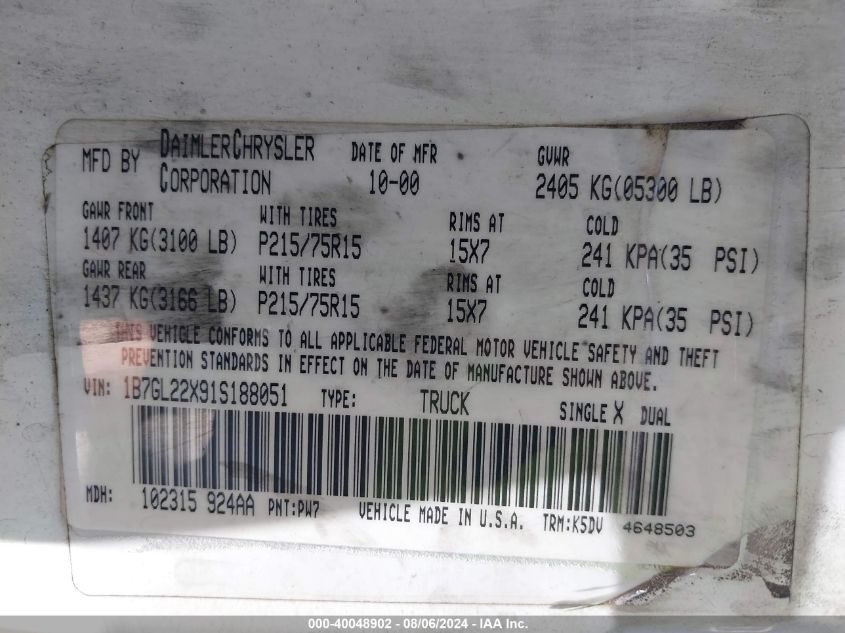 MFD BY DAIMLERCHRYSLER CORPORATION DATE OF MFR 10-00 GVWR 2405 KG(05300 LB)
GAWR FRONT WITH TIRES RIMS AT COLD
1407 KG(3100 LB) P215/75R15 15X7 241 KPA(35 PSI)
GAWR REAR WITH TIRES RIMS AT COLD
1437 KG(3166 LB) P215/75R15 15X7 241 KPA(35 PSI)
THIS VEHICLE CONFORMS TO ALL APPLICABLE FEDERAL MOTOR VEHICLE SAFETY AND THEFT
PREVENTION STANDARDS IN EFFECT ON THE DATE OF MANUFACTURE SHOWN ABOVE.
VIN: 1B7GL22X91S188051 TYPE: TRUCK SINGLE X DUAL
MDH: 102315 924AA PNT:PW7 VEHICLE MADE IN U.S.A. TRM:K5DV 4648503
000-40048902 - 08/06/2024 - IAA Inc.